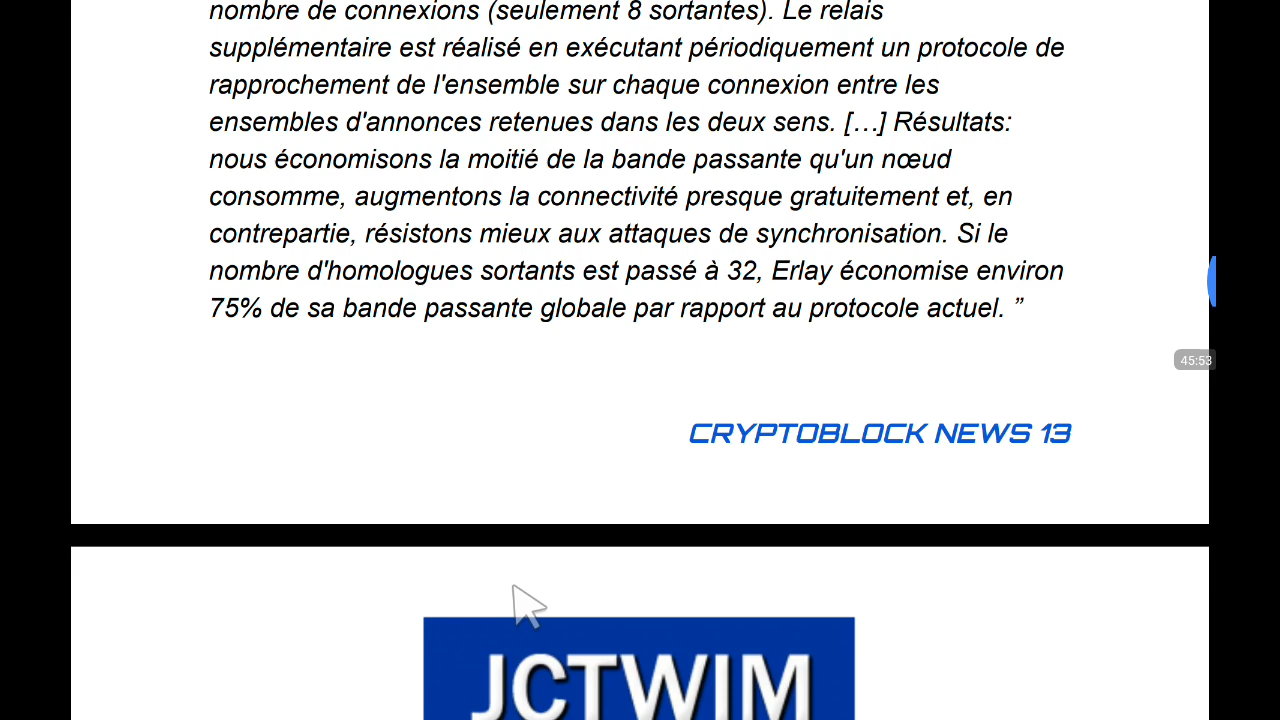 nombre de connexions (seulement 8 sortantes). Le relais
supplémentaire est réalisé en exécutant périodiquement un protocole de
rapprochement de l'ensemble sur chaque connexion entre les
ensembles d'annonces retenues dans les deux sens. […] Résultats:
nous économisons la moitié de la bande passante qu'un nœud
consomme, augmentons la connectivité presque gratuitement et, en
contrepartie, résistons mieux aux attaques de synchronisation. Si le
nombre d'homologues sortants est passé à 32, Erlay économise environ
75% de sa bande passante globale par rapport au protocole actuel. ”
45:53
CRYPTOBLOCK NEWS 13
JCTWIM